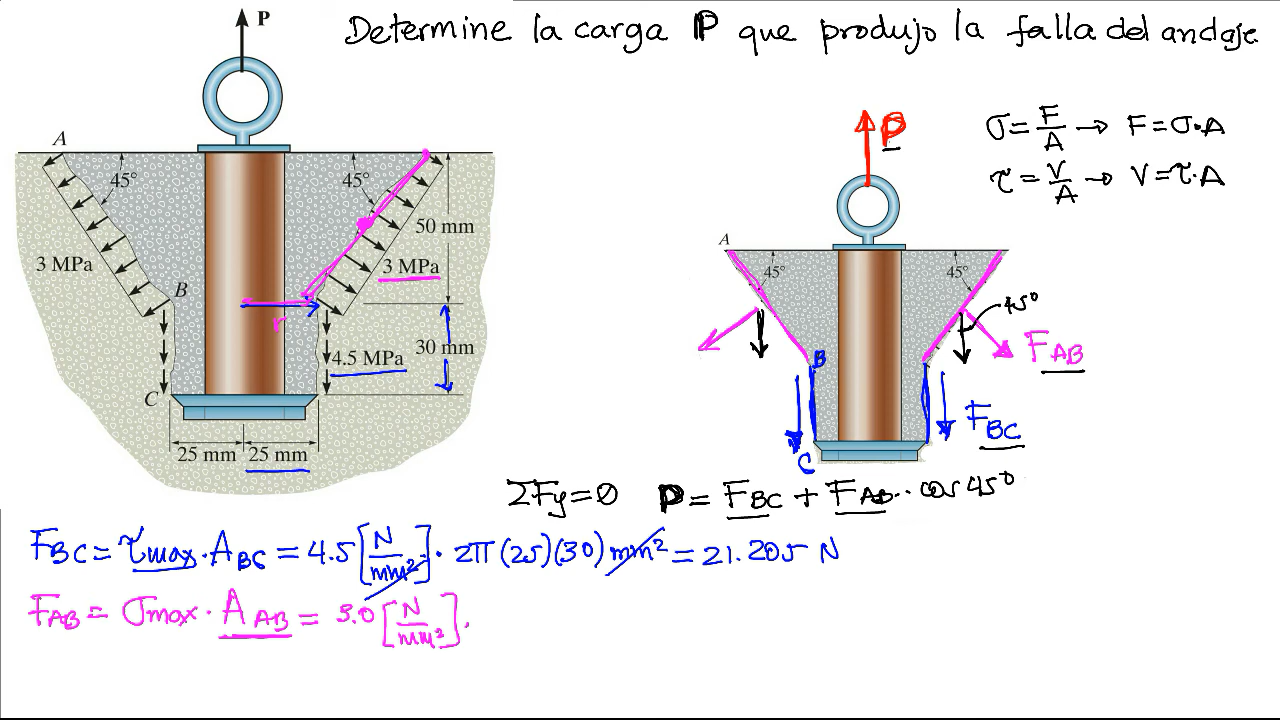 Determine la carga P que produjo la falla del anclaje
P
A
45°
45°
50 mm
3 MPa
3 MPa
B
r
4.5 MPa
30 mm
C
25 mm
25 mm
P
σ = F/A → F = σ·A
τ = V/A → V = τ·A
A
45°
45°
45°
F_AB
B
F_BC
C
ΣFy = 0 P = F_BC + F_AB · cos 45°
F_BC = τmax · A_BC = 4.5 [N/mm²] · 2π(25)(30) mm² = 21.205 N
F_AB = σmax · A_AB = 3.0 [N/mm²] .